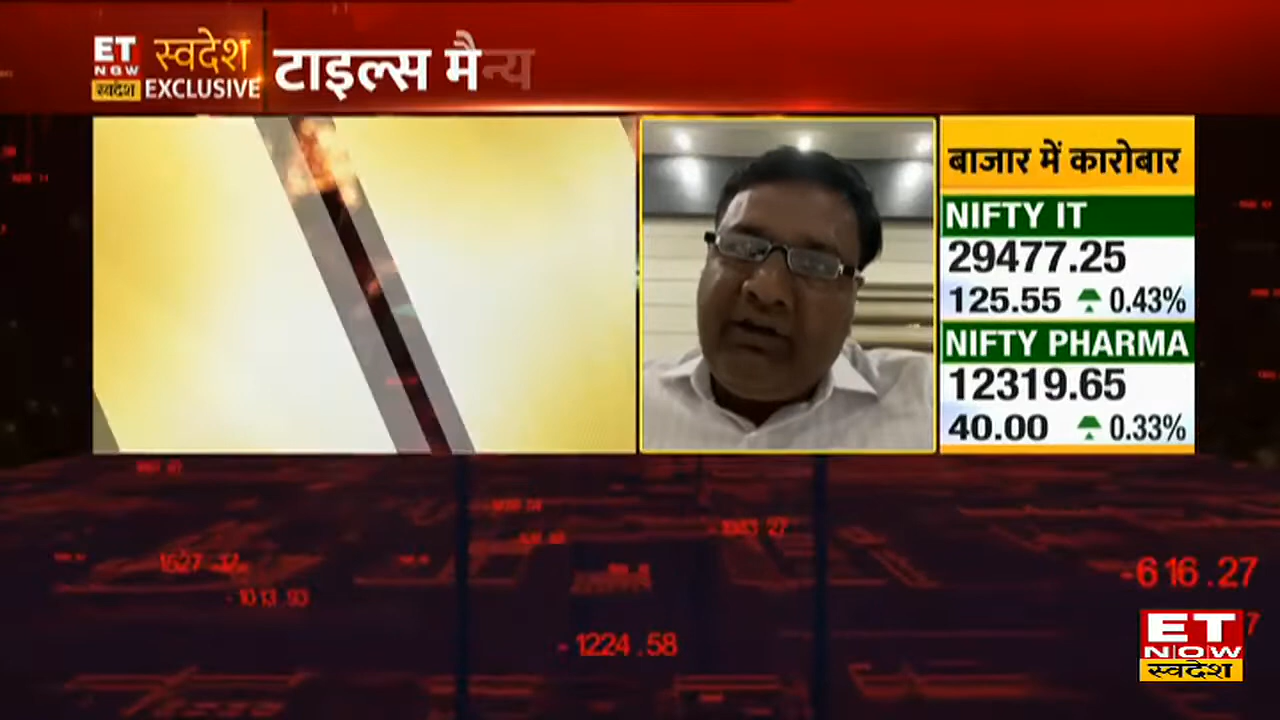 ET
NOW
स्वदेश
स्वदेश
EXCLUSIVE
टाइल्स मैन्य
बाजार में कारोबार
NIFTY IT
29477.25
125.55 0.43%
NIFTY PHARMA
12319.65
40.00 0.33%
-1013.93
-1224.58
-616.27
ET
NOW
स्वदेश